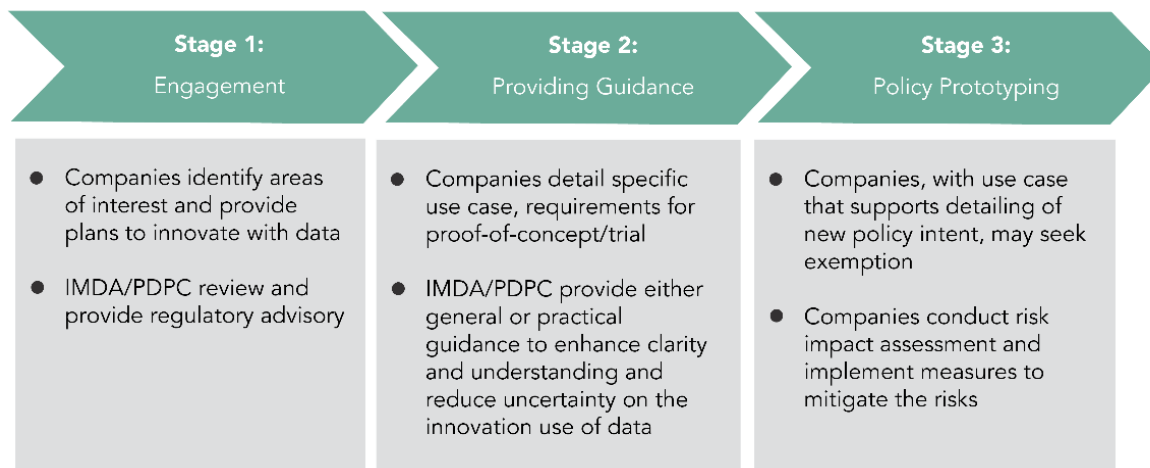 Stage 1:
Engagement
● Companies identify areas
of interest and provide
plans to innovate with data
● IMDA/PDPC review and
provide regulatory advisory
Stage 2:
Providing Guidance
● Companies detail specific
use case, requirements for
proof-of-concept/trial
● IMDA/PDPC provide either
general or practical
guidance to enhance clarity
and understanding and
reduce uncertainty on the
innovation use of data
Stage 3:
Policy Prototyping
● Companies, with use case
that supports detailing of
new policy intent, may seek
exemption
● Companies conduct risk
impact assessment and
implement measures to
mitigate the risks